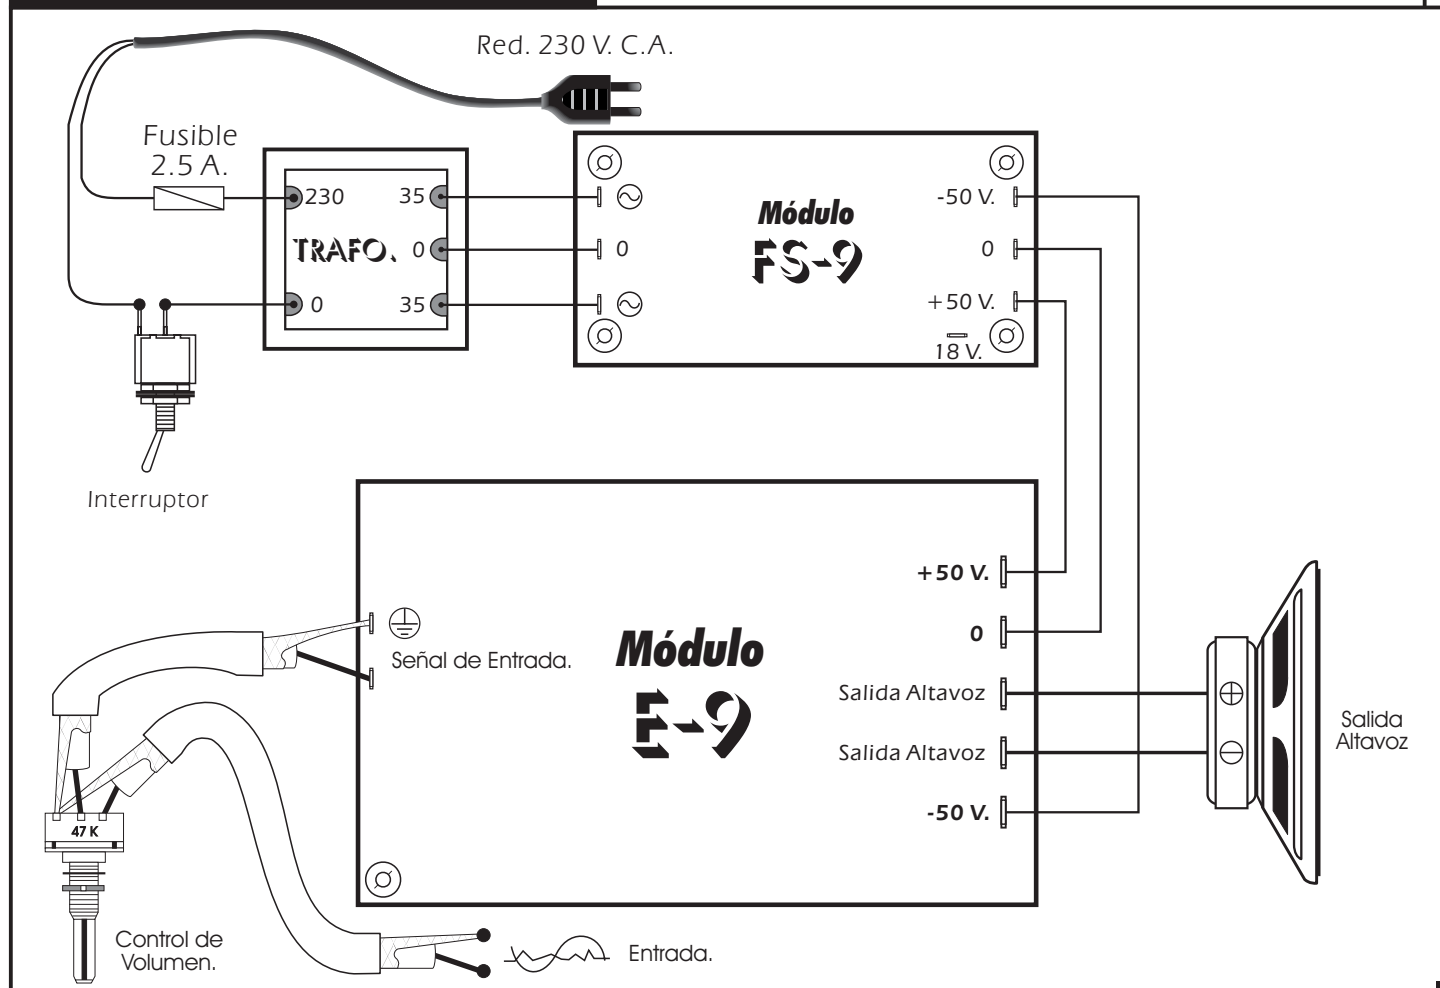 Red. 230 V. C.A.
Fusible
2.5 A.
230
35
TRAFO.
0
0
35
Módulo
FS-9
0
-50 V.
0
+50 V.
18 V.
Interruptor
Señal de Entrada.
Módulo
E-9
+50 V.
0
Salida Altavoz
Salida Altavoz
-50 V.
Salida
Altavoz
47 K
Control de
Volumen.
Entrada.